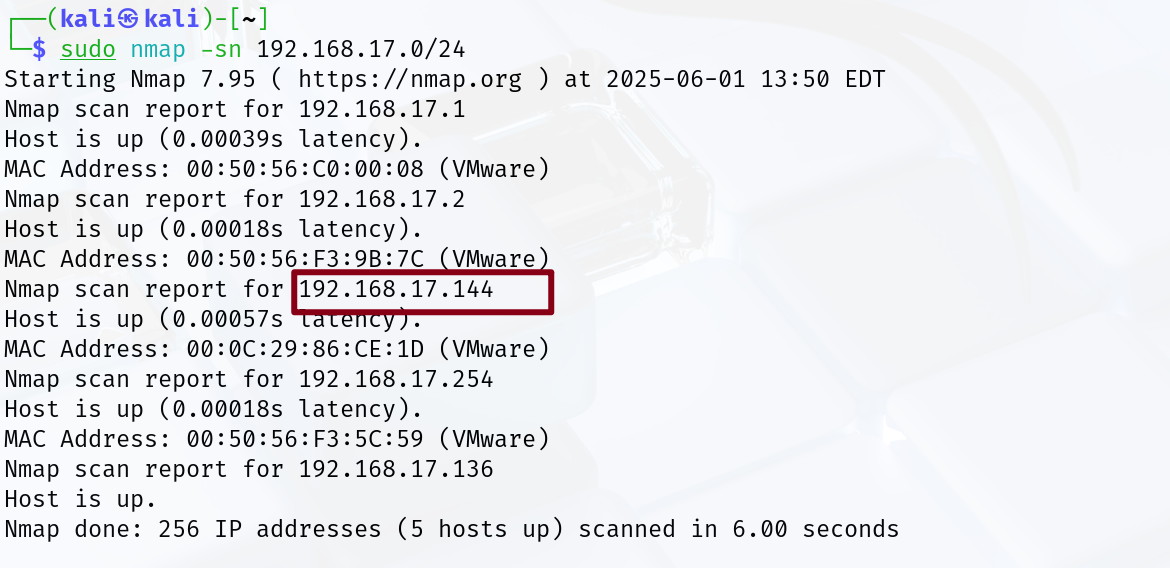 ┌──(kali㉿kali)-[~]
└─$ sudo nmap -sn 192.168.17.0/24
Starting Nmap 7.95 ( https://nmap.org ) at 2025-06-01 13:50 EDT
Nmap scan report for 192.168.17.1
Host is up (0.00039s latency).
MAC Address: 00:50:56:C0:00:08 (VMware)
Nmap scan report for 192.168.17.2
Host is up (0.00018s latency).
MAC Address: 00:50:56:F3:9B:7C (VMware)
Nmap scan report for 192.168.17.144
Host is up (0.00057s latency).
MAC Address: 00:0C:29:86:CE:1D (VMware)
Nmap scan report for 192.168.17.254
Host is up (0.00018s latency).
MAC Address: 00:50:56:F3:5C:59 (VMware)
Nmap scan report for 192.168.17.136
Host is up.
Nmap done: 256 IP addresses (5 hosts up) scanned in 6.00 seconds